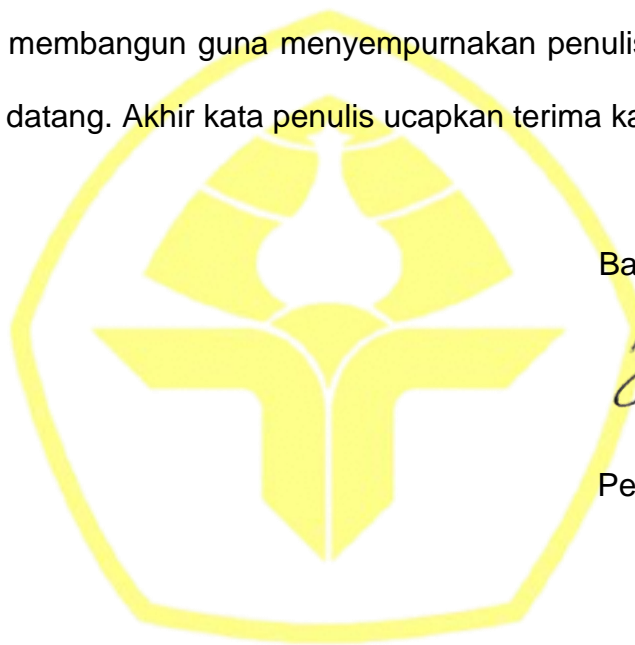 membangun guna menyempurnakan penulis
datang. Akhir kata penulis ucapkan terima ka
Ba
Pe